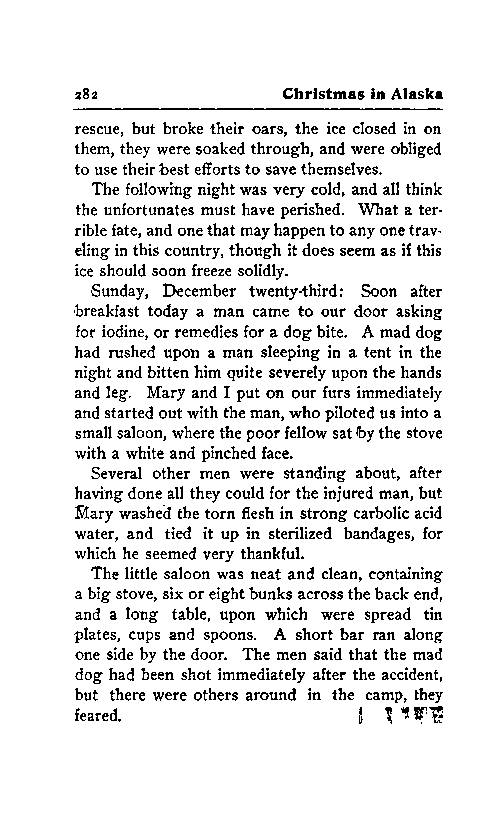 282 Christmas in Alaska
rescue, but broke their oars, the ice closed in on
them, they were soaked through, and were obliged
to use their best efforts to save themselves.
The following night was very cold, and all think
the unfortunates must have perished. What a ter-
rible fate, and one that may happen to any one trav-
eling in this country, though it does seem as if this
ice should soon freeze solidly.
Sunday, December twenty-third: Soon after
breakfast today a man came to our door asking
for iodine, or remedies for a dog bite. A mad dog
had rushed upon a man sleeping in a tent in the
night and bitten him quite severely upon the hands
and leg. Mary and I put on our furs immediately
and started out with the man, who piloted us into a
small saloon, where the poor fellow sat by the stove
with a white and pinched face.
Several other men were standing about, after
having done all they could for the injured man, but
Mary washed the torn flesh in strong carbolic acid
water, and tied it up in sterilized bandages, for
which he seemed very thankful.
The little saloon was neat and clean, containing
a big stove, six or eight bunks across the back end,
and a long table, upon which were spread tin
plates, cups and spoons. A short bar ran along
one side by the door. The men said that the mad
dog had been shot immediately after the accident,
but there were others around in the camp, they
feared.